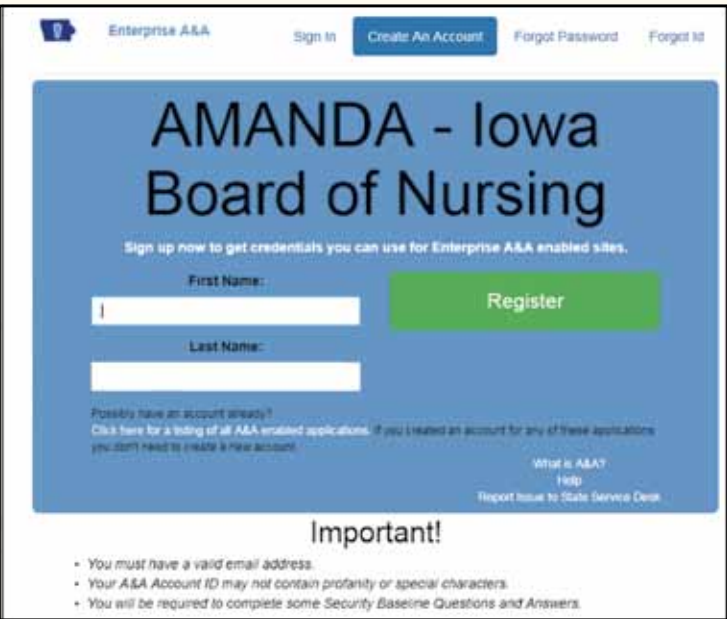 Enterprise A&A
Sign In
Create An Account
Forgot Password
Forgot Id
AMANDA - Iowa
Board of Nursing
Sign up now to get credentials you can use for Enterprise A&A enabled sites.
First Name:
Register
Last Name:
Possibly have an account already?
Click here for a listing of all A&A enabled applications. If you created an account for any of these applications
you don't need to create a new account.
What is A&A?
Help
Report Issue to State Service Desk
Important!
• You must have a valid email address.
• Your A&A Account ID may not contain profanity or special characters.
• You will be required to complete some Security Baseline Questions and Answers.